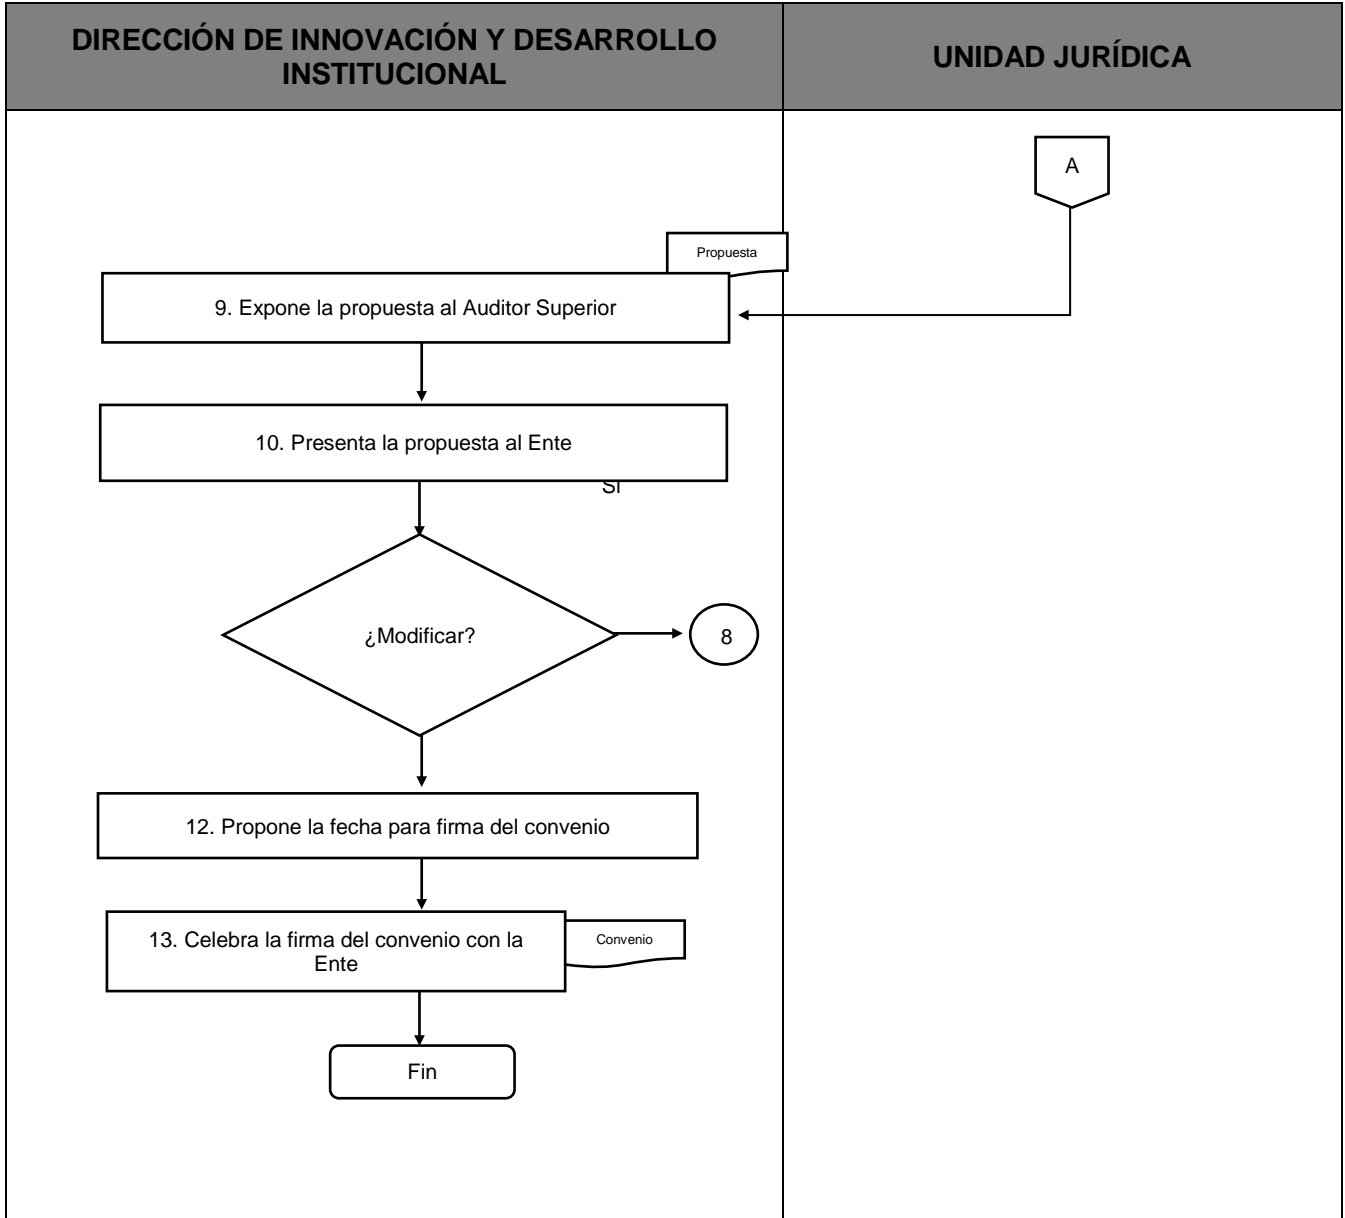 DIRECCIÓN DE INNOVACIÓN Y DESARROLLO
INSTITUCIONAL
UNIDAD JURÍDICA
A
Propuesta
9. Expone la propuesta al Auditor Superior
10. Presenta la propuesta al Ente
SI
¿Modificar?
8
12. Propone la fecha para firma del convenio
13. Celebra la firma del convenio con la
Ente
Convenio
Fin